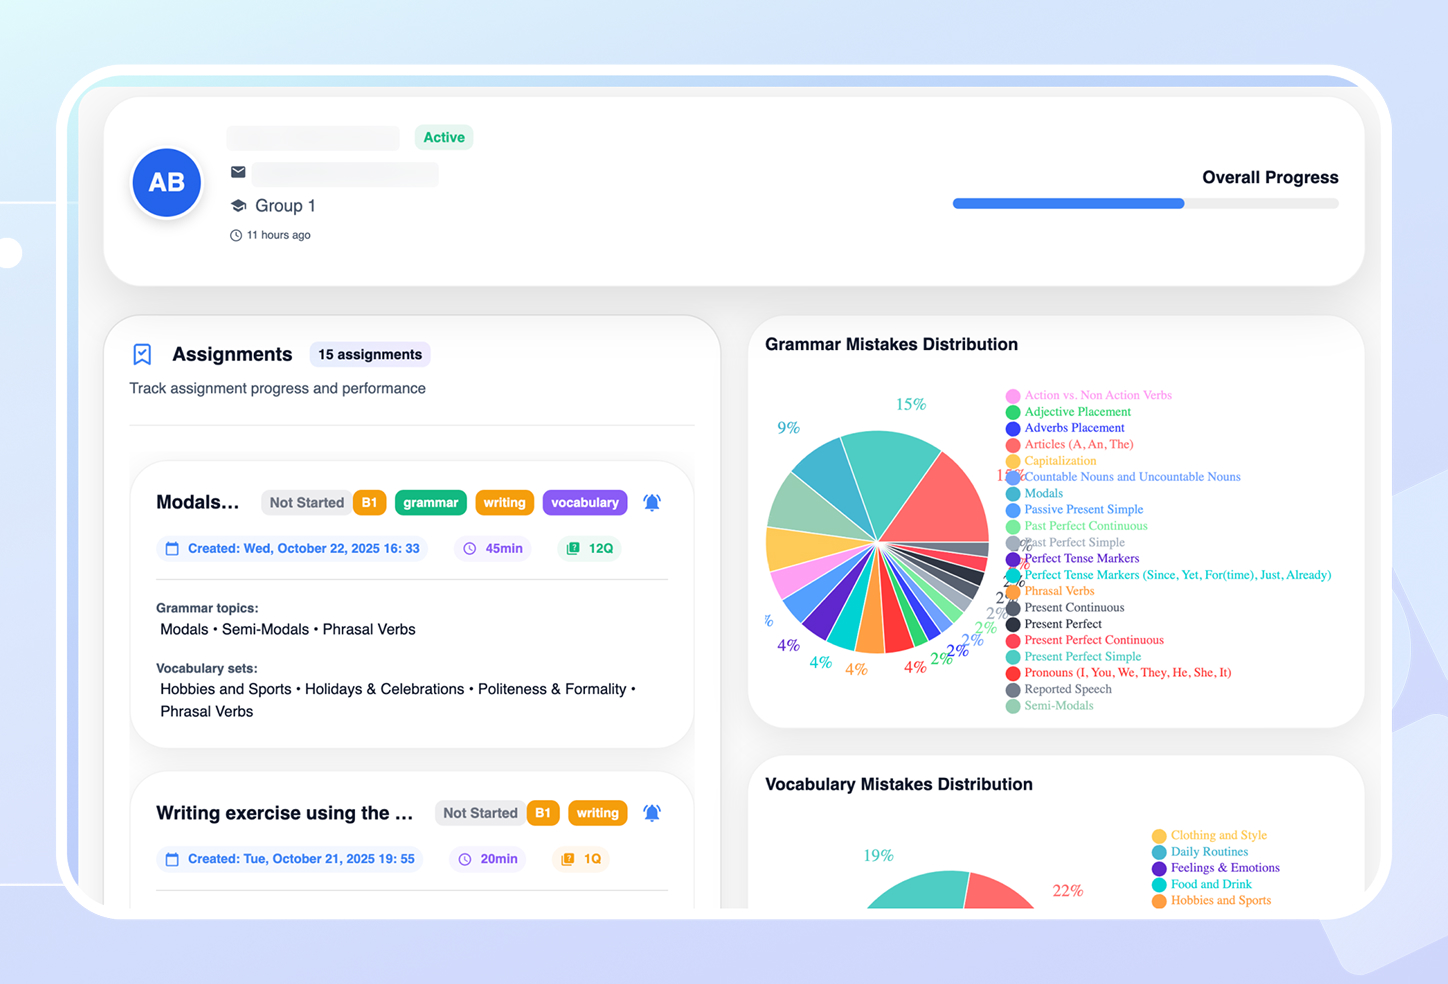 AB
Active
Group 1
11 hours ago
Overall Progress
Assignments
15 assignments
Track assignment progress and performance
Modals...
Not Started
B1
grammar
writing
vocabulary
Created: Wed, October 22, 2025 16: 33
45min
12Q
Grammar topics:
Modals • Semi-Modals • Phrasal Verbs
Vocabulary sets:
Hobbies and Sports • Holidays & Celebrations • Politeness & Formality •
Phrasal Verbs
Writing exercise using the ...
Not Started
B1
writing
Created: Tue, October 21, 2025 19: 55
20min
1Q
Grammar Mistakes Distribution
15%
9%
4%
4%
4%
4%
2%
2%
2%
2%
2%
Action vs. Non Action Verbs
Adjective Placement
Adverbs Placement
Articles (A, An, The)
Capitalization
Countable Nouns and Uncountable Nouns
Modals
Passive Present Simple
Past Perfect Continuous
Past Perfect Simple
Perfect Tense Markers
Perfect Tense Markers (Since, Yet, For(time), Just, Already)
Phrasal Verbs
Present Continuous
Present Perfect
Present Perfect Continuous
Present Perfect Simple
Pronouns (I, You, We, They, He, She, It)
Reported Speech
Semi-Modals
Vocabulary Mistakes Distribution
19%
22%
Clothing and Style
Daily Routines
Feelings & Emotions
Food and Drink
Hobbies and Sports